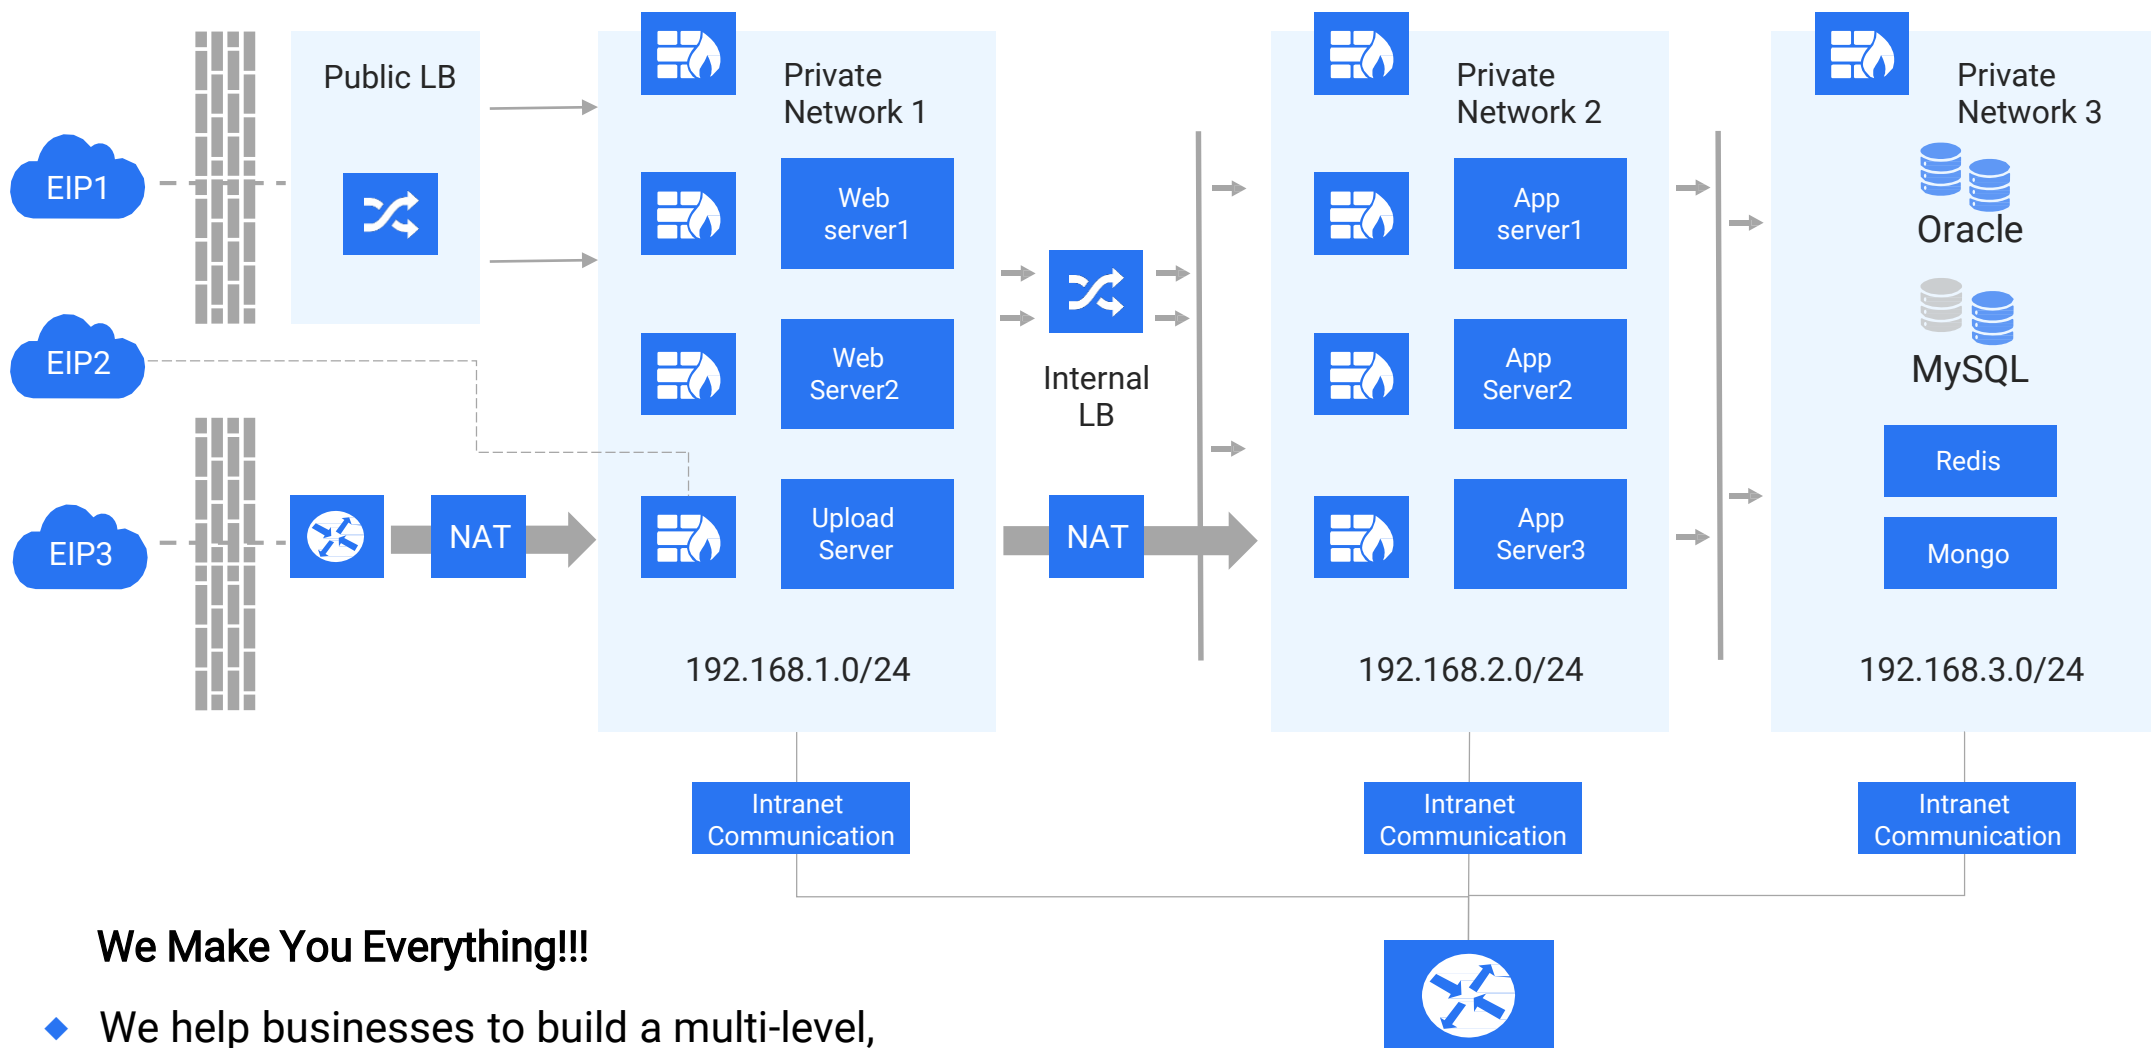 Public LB
Private
Network 1
Private
Network 2
Private
Network 3
EIP1
Web
server1
App
server1
Oracle
EIP2
Web
Server2
Internal
LB
App
Server2
MySQL
Redis
EIP3
NAT
Upload
Server
NAT
App
Server3
Mongo
192.168.1.0/24
192.168.2.0/24
192.168.3.0/24
Intranet
Communication
Intranet
Communication
Intranet
Communication
We Make You Everything!!!
We help businesses to build a multi-level,